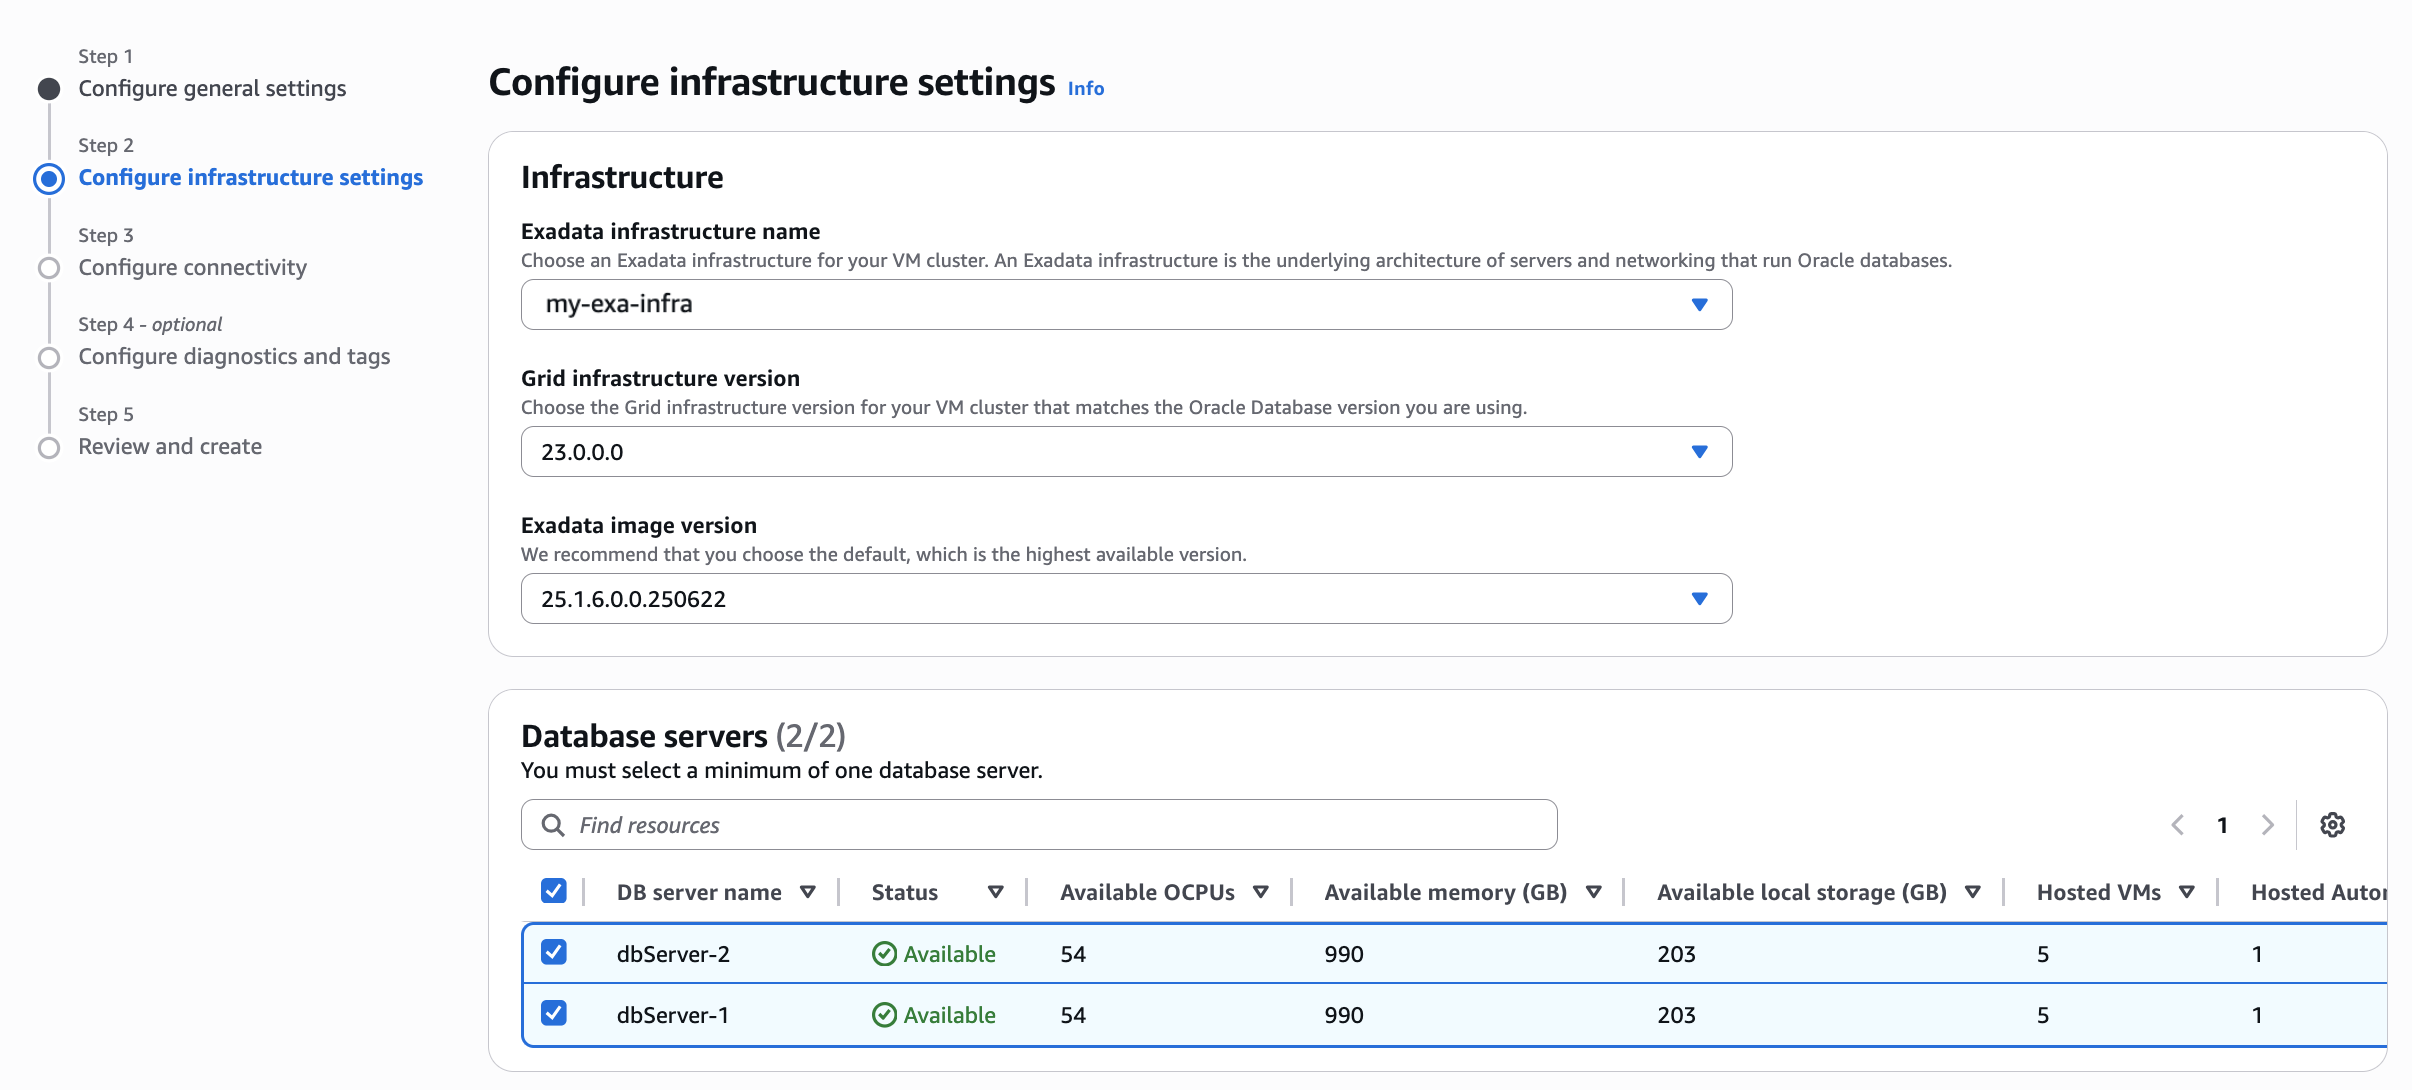 Step 1
Configure general settings
Step 2
Configure infrastructure settings
Step 3
Configure connectivity
Step 4 - optional
Configure diagnostics and tags
Step 5
Review and create
Configure infrastructure settings Info
Infrastructure
Exadata infrastructure name
Choose an Exadata infrastructure for your VM cluster. An Exadata infrastructure is the underlying architecture of servers and networking that run Oracle databases.
my-exa-infra
Grid infrastructure version
Choose the Grid infrastructure version for your VM cluster that matches the Oracle Database version you are using.
23.0.0.0
Exadata image version
We recommend that you choose the default, which is the highest available version.
25.1.6.0.0.250622
Database servers (2/2)
You must select a minimum of one database server.
Find resources 1
DB server name Status Available OCPUs Available memory (GB) Available local storage (GB) Hosted VMs Hosted
dbServer-2 Available 54 990 203 5 1
dbServer-1 Available 54 990 203 5 1